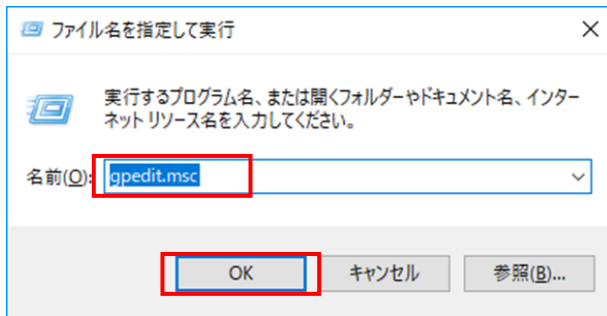 ファイル名を指定して実行
実行するプログラム名、または開くフォルダーやドキュメント名、インター
ネット リソース名を入力してください。
名前(O): gpedit.msc
OK キャンセル 参照(B)...